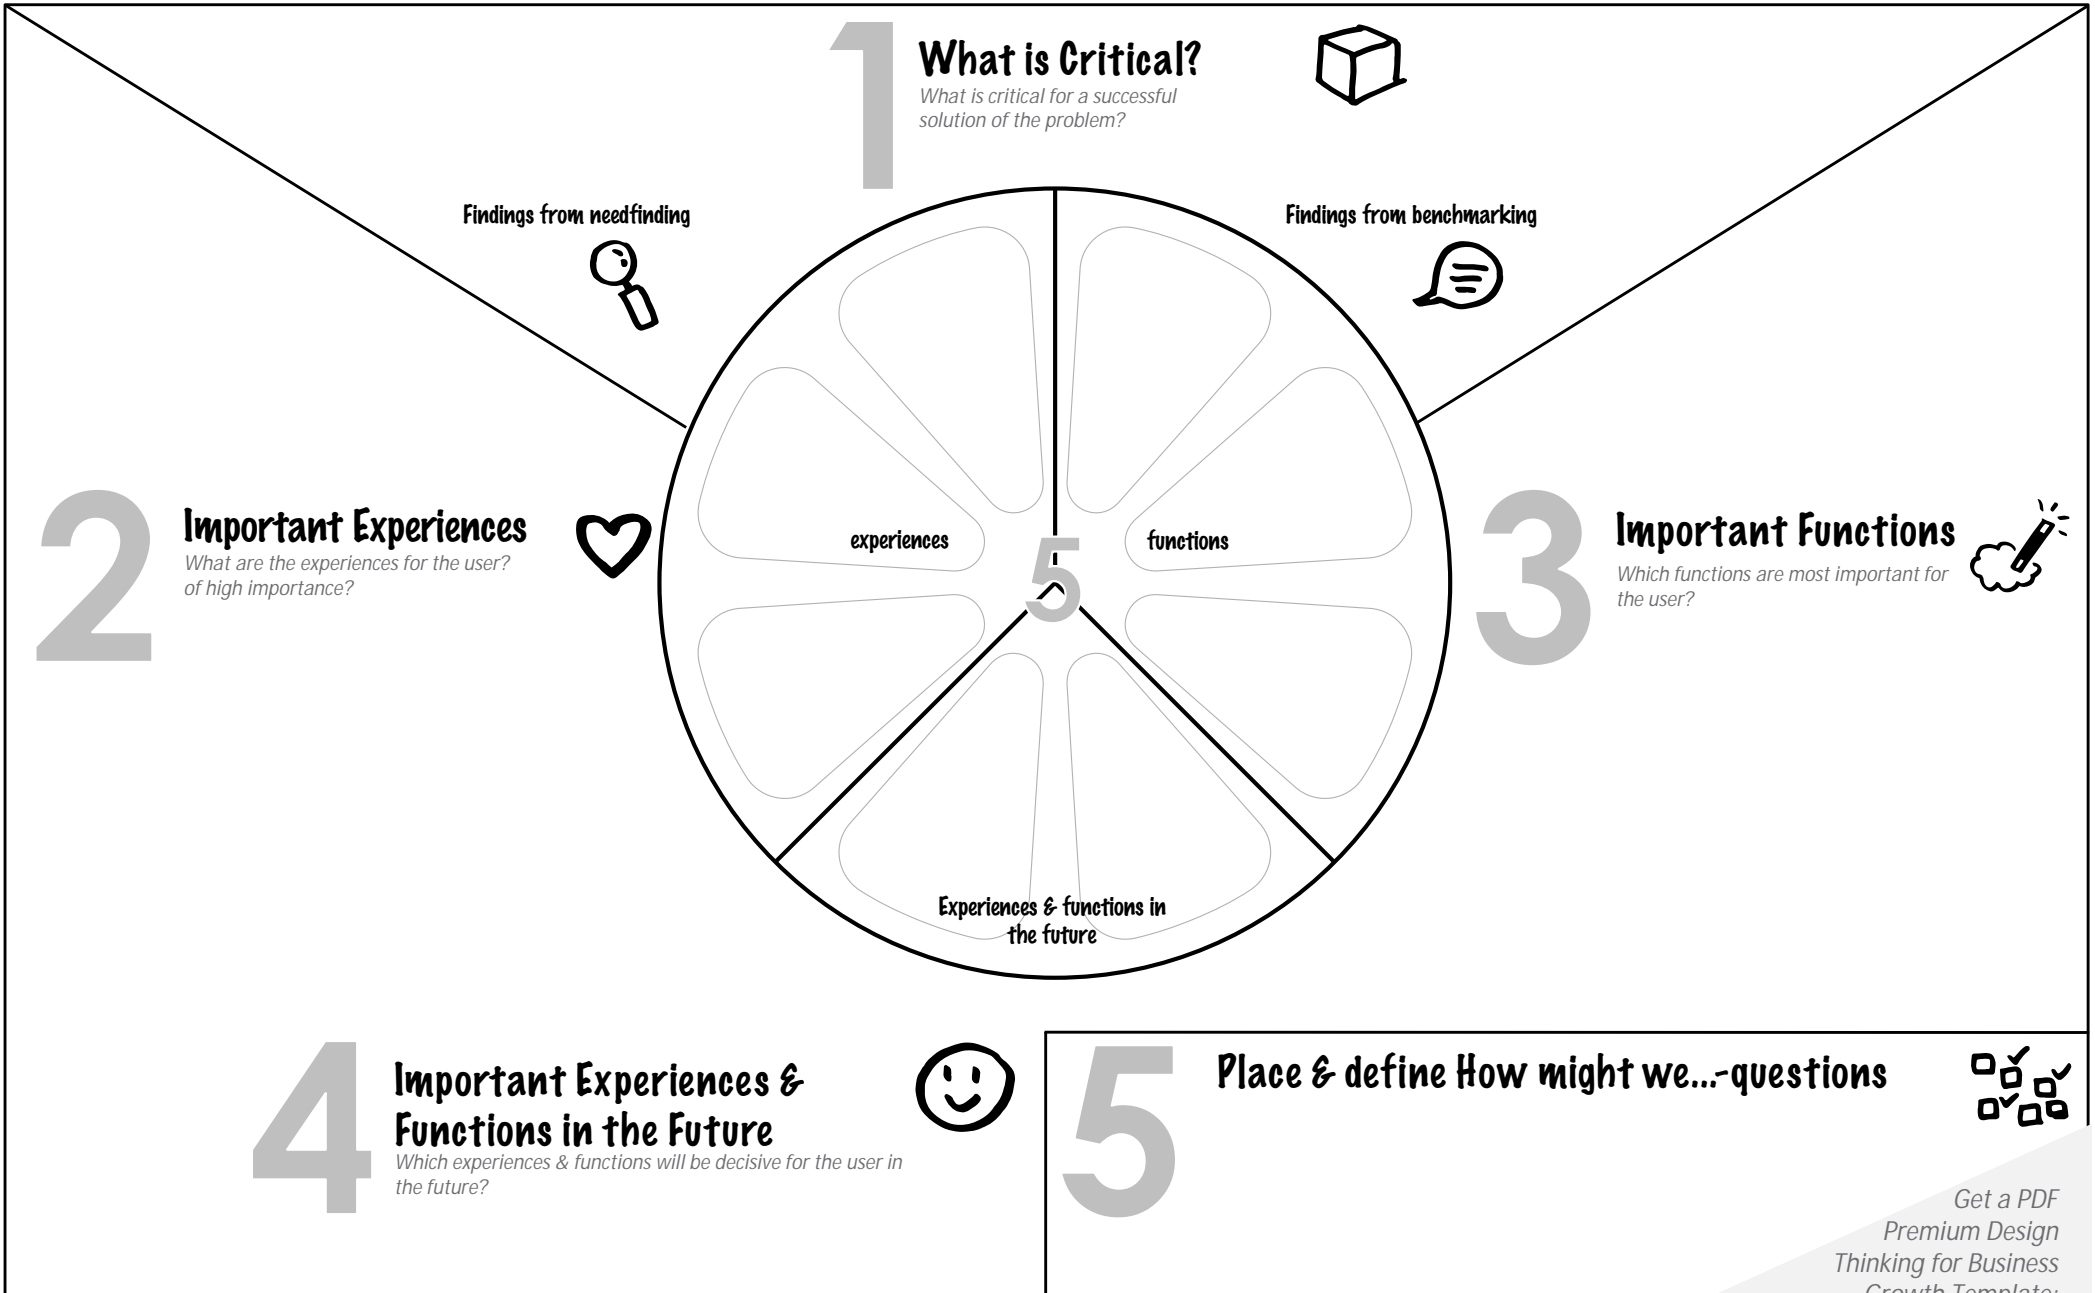 1
What is Critical?
What is critical for a successful
solution of the problem?
Findings from needfinding
Findings from benchmarking
2
Important Experiences
What are the experiences for the user?
of high importance?
experiences
functions
5
3
Important Functions
Which functions are most important for
the user?
Experiences & functions in
the future
4
Important Experiences &
Functions in the Future
Which experiences & functions will be decisive for the user in
the future?
5
Place & define How might we...-questions
Get a PDF
Premium Design
Thinking for Business
Growth Template: